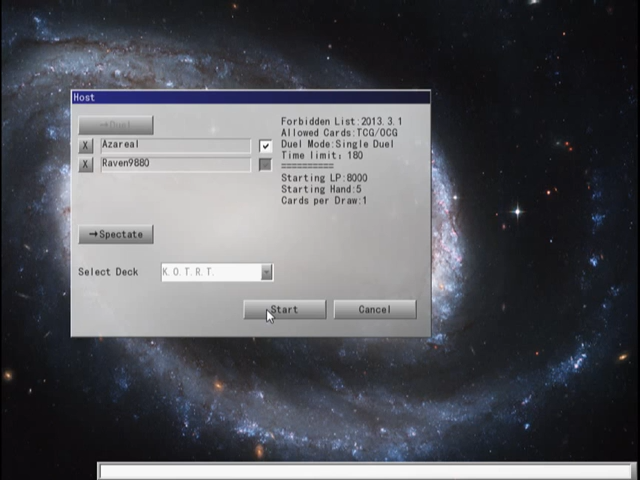 Host
→Duel
X Azareal
X Raven9880
Forbidden List:2013.3.1
Allowed Cards:TCG/OCG
Duel Mode:Single Duel
Time limit: 180
==========
Starting LP:8000
Starting Hand:5
Cards per Draw:1
→Spectate
Select Deck K.O.T.R.T.
Start Cancel